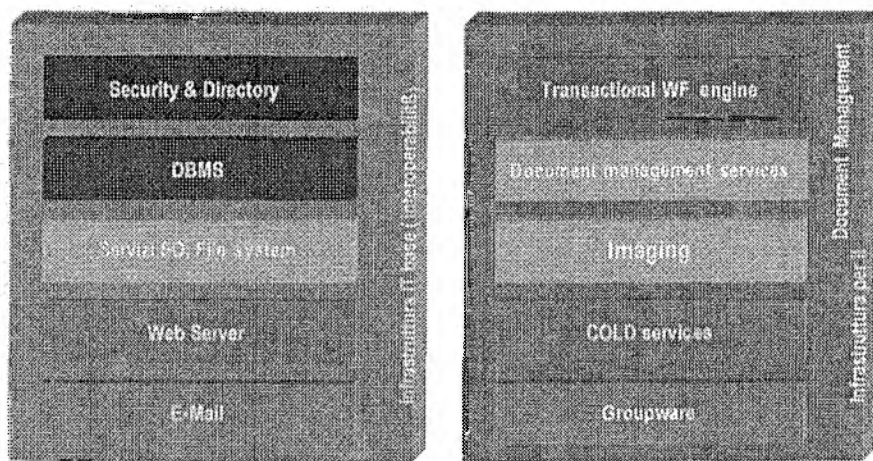 Security & Directory
DBMS
Servizi SO, File system
Web Server
E-Mail
Infrastruttura IT base (interoperabilità)
Transactional WF engine
Document management services
Imaging
COLD services
Groupware
Infrastruttura per il
Document Management